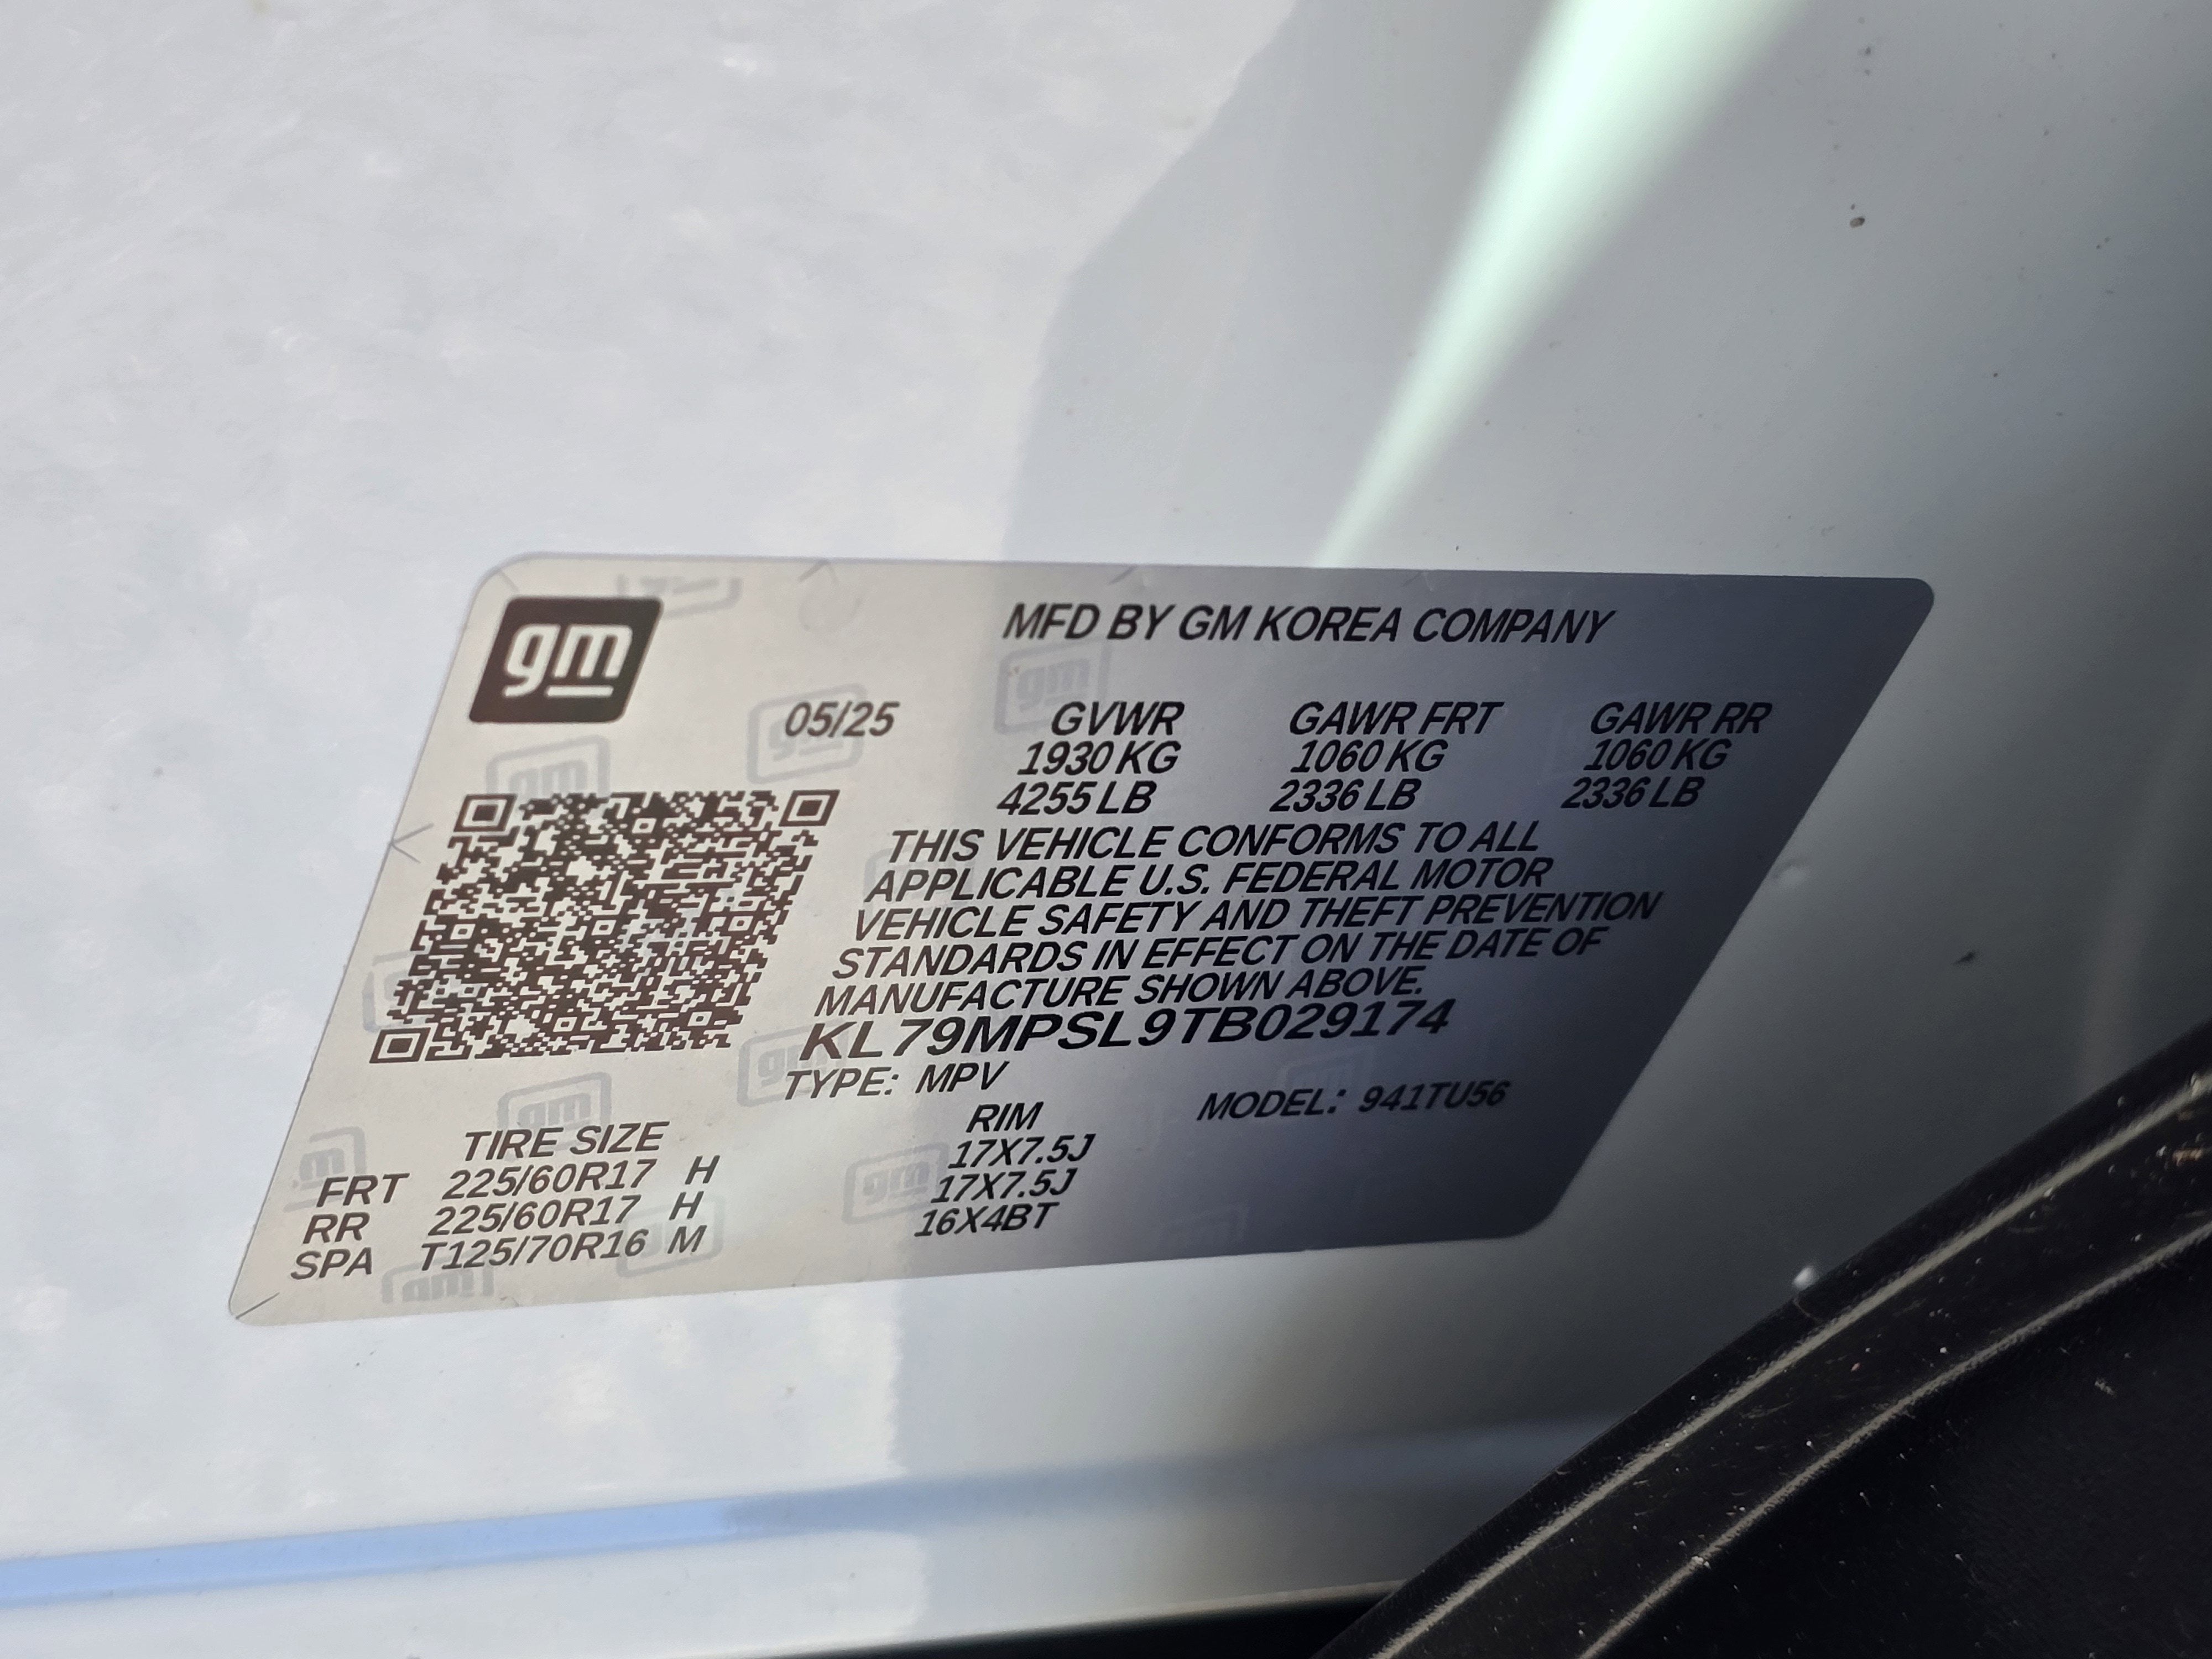 gm
MFD BY GM KOREA COMPANY
05/25 GVWR GAWR FRT GAWR RR
1930 KG 1060 KG 1060 KG
4255 LB 2336 LB 2336 LB
THIS VEHICLE CONFORMS TO ALL
APPLICABLE U.S. FEDERAL MOTOR
VEHICLE SAFETY AND THEFT PREVENTION
STANDARDS IN EFFECT ON THE DATE OF
MANUFACTURE SHOWN ABOVE.
KL79MPSL9TB029174
TYPE: MPV MODEL: 941TU56
TIRE SIZE RIM
FRT 225/60R17 H 17X7.5J
RR 225/60R17 H 17X7.5J
SPA T125/70R16 M 16X4BT